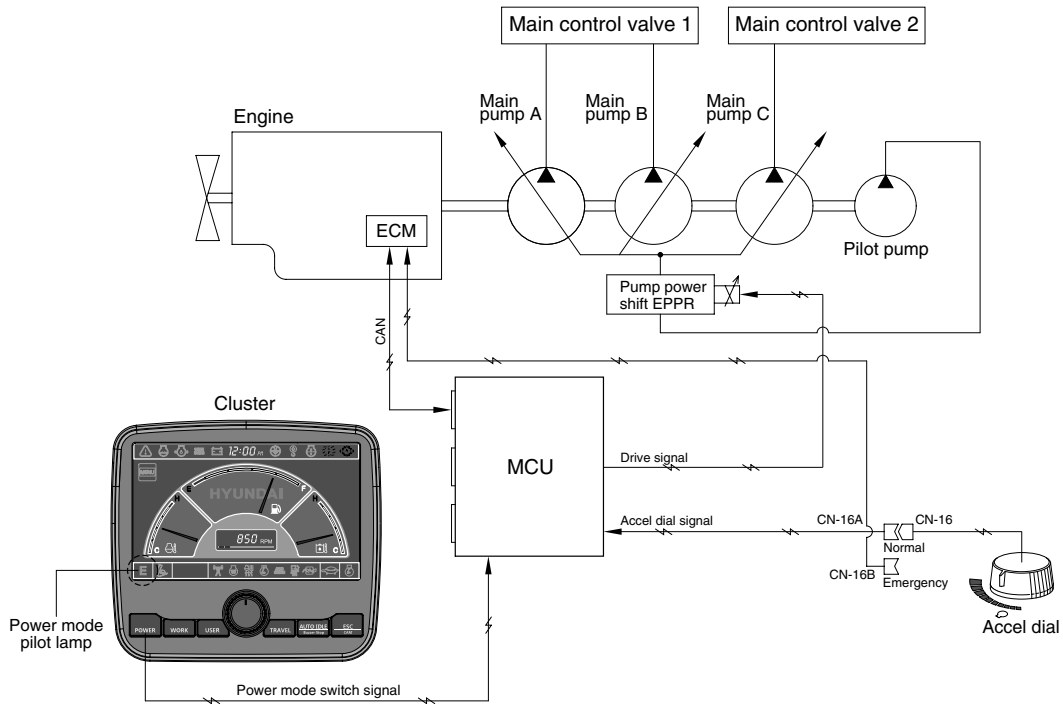 Main control valve 1
Main control valve 2
Main
pump A
Main
pump B
Main
pump C
Engine
ECM
Pilot pump
Pump power
shift EPPR
CAN
Cluster
MCU
Drive signal
Accel dial signal
CN-16A
CN-16
Normal
CN-16B
Emergency
Accel dial
12:00
MENU
HYUNDAI
E
F
H
H
C
C
850 RPM
E
Power mode
pilot lamp
POWER
WORK
USER
TRAVEL
AUTO IDLE
ESC
CAM
Power mode switch signal